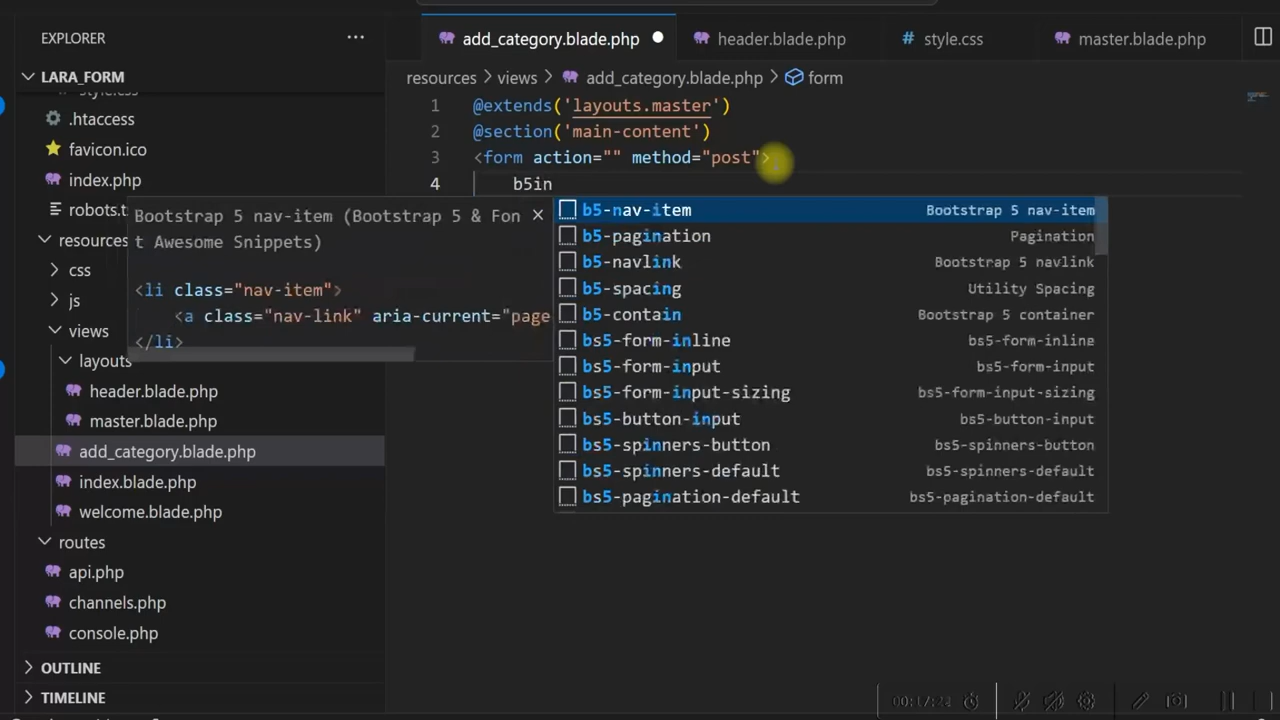 EXPLORER
LARA_FORM
style.css
.htaccess
favicon.ico
index.php
robots.t
resources
css
js
views
layouts
header.blade.php
master.blade.php
add_category.blade.php
index.blade.php
welcome.blade.php
routes
api.php
channels.php
console.php
OUTLINE
TIMELINE
add_category.blade.php header.blade.php # style.css master.blade.php
resources > views > add_category.blade.php > form
1 @extends('layouts.master')
2 @section('main-content')
3 <form action="" method="post">
4 b5in
Bootstrap 5 nav-item (Bootstrap 5 & Fon
t Awesome Snippets)
<li class="nav-item">
<a class="nav-link" aria-current="page
</li>
b5-nav-item Bootstrap 5 nav-item
b5-pagination Pagination
b5-navlink Bootstrap 5 navlink
b5-spacing Utility Spacing
b5-contain Bootstrap 5 container
bs5-form-inline bs5-form-inline
bs5-form-input bs5-form-input
bs5-form-input-sizing bs5-form-input-sizing
bs5-button-input bs5-button-input
bs5-spinners-button bs5-spinners-button
bs5-spinners-default bs5-spinners-default
bs5-pagination-default bs5-pagination-default